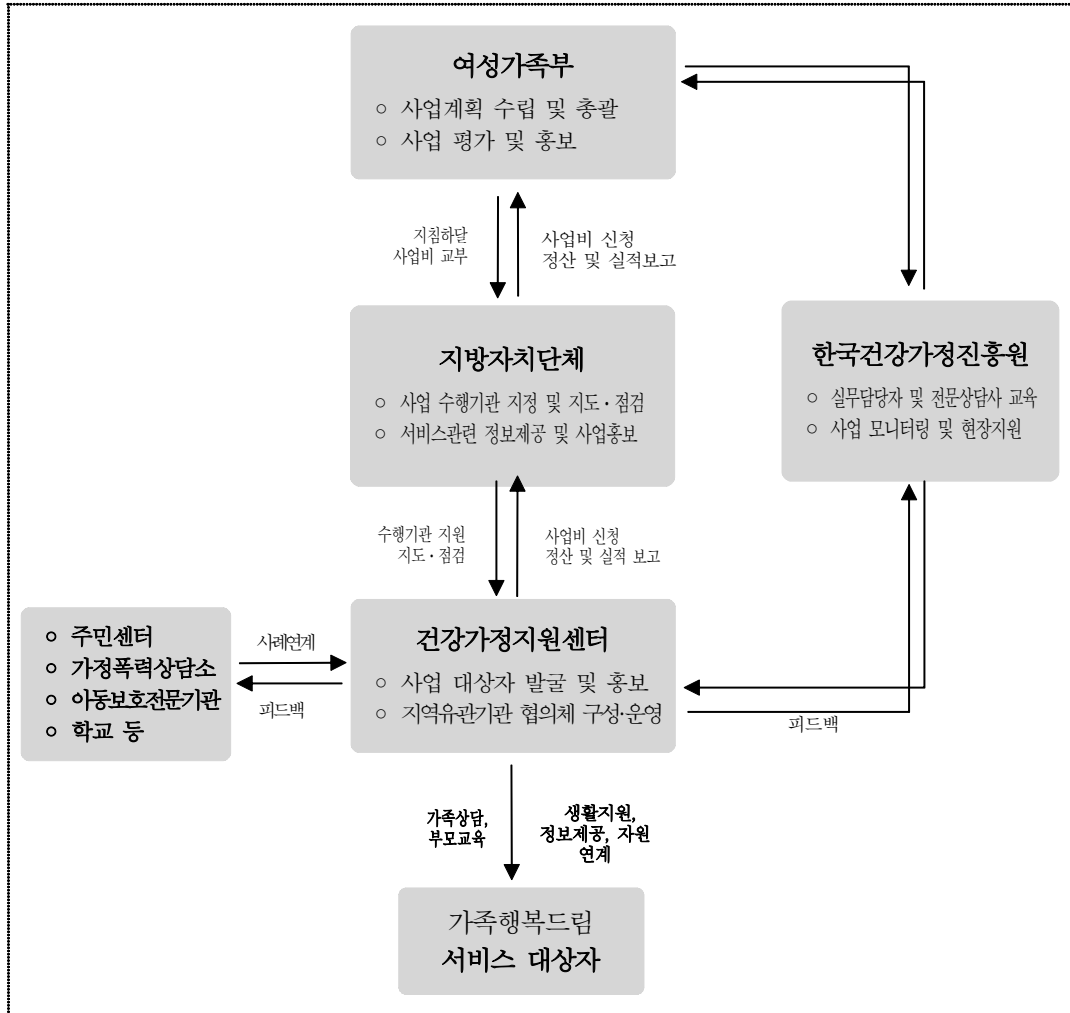 여성가족부
○ 사업계획 수립 및 총괄
○ 사업 평가 및 홍보
지침하달
사업비 교부
사업비 신청
정산 및 실적보고
지방자치단체
○ 사업 수행기관 지정 및 지도·점검
○ 서비스관련 정보제공 및 사업홍보
한국건강가정진흥원
○ 실무담당자 및 전문상담사 교육
○ 사업 모니터링 및 현장지원
수행기관 지원
지도·점검
사업비 신청
정산 및 실적 보고
○ 주민센터
○ 가정폭력상담소
○ 아동보호전문기관
○ 학교 등
사례연계
피드백
건강가정지원센터
○ 사업 대상자 발굴 및 홍보
○ 지역유관기관 협의체 구성·운영
피드백
가족상담,
부모교육
생활지원,
정보제공, 자원
연계
가족행복드림
서비스 대상자